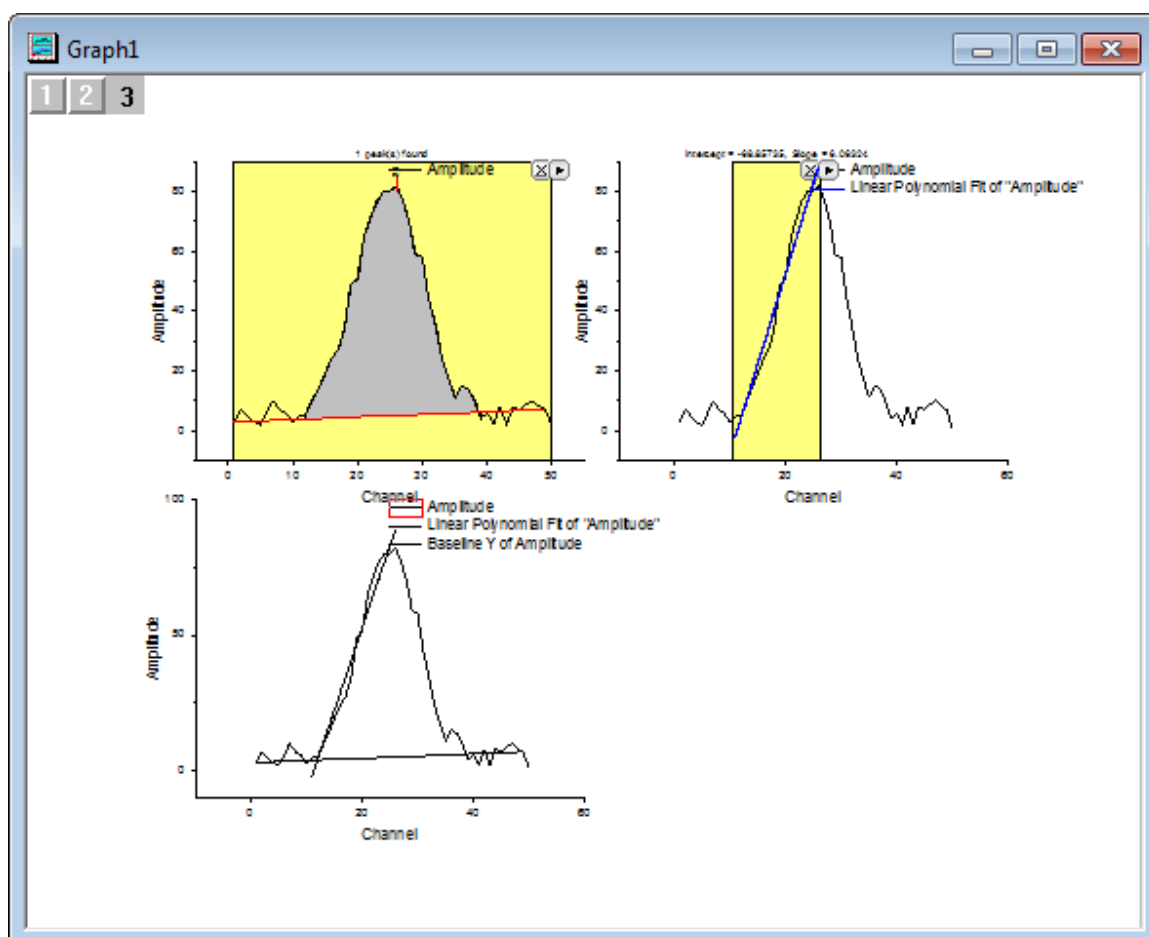 Graph1
1 2 3
1 peak(s) found
Amplitude
80
60
40
20
0
Amplitude
0 10 20 30 40 50
Channel
Amplitude
Linear Polynomial Fit of "Amplitude"
80
60
40
20
0
Amplitude
0 20 40 60
Channel
Amplitude
Linear Polynomial Fit of "Amplitude"
Baseline Y of Amplitude
100
50
0
Amplitude
0 20 40 60
Channel